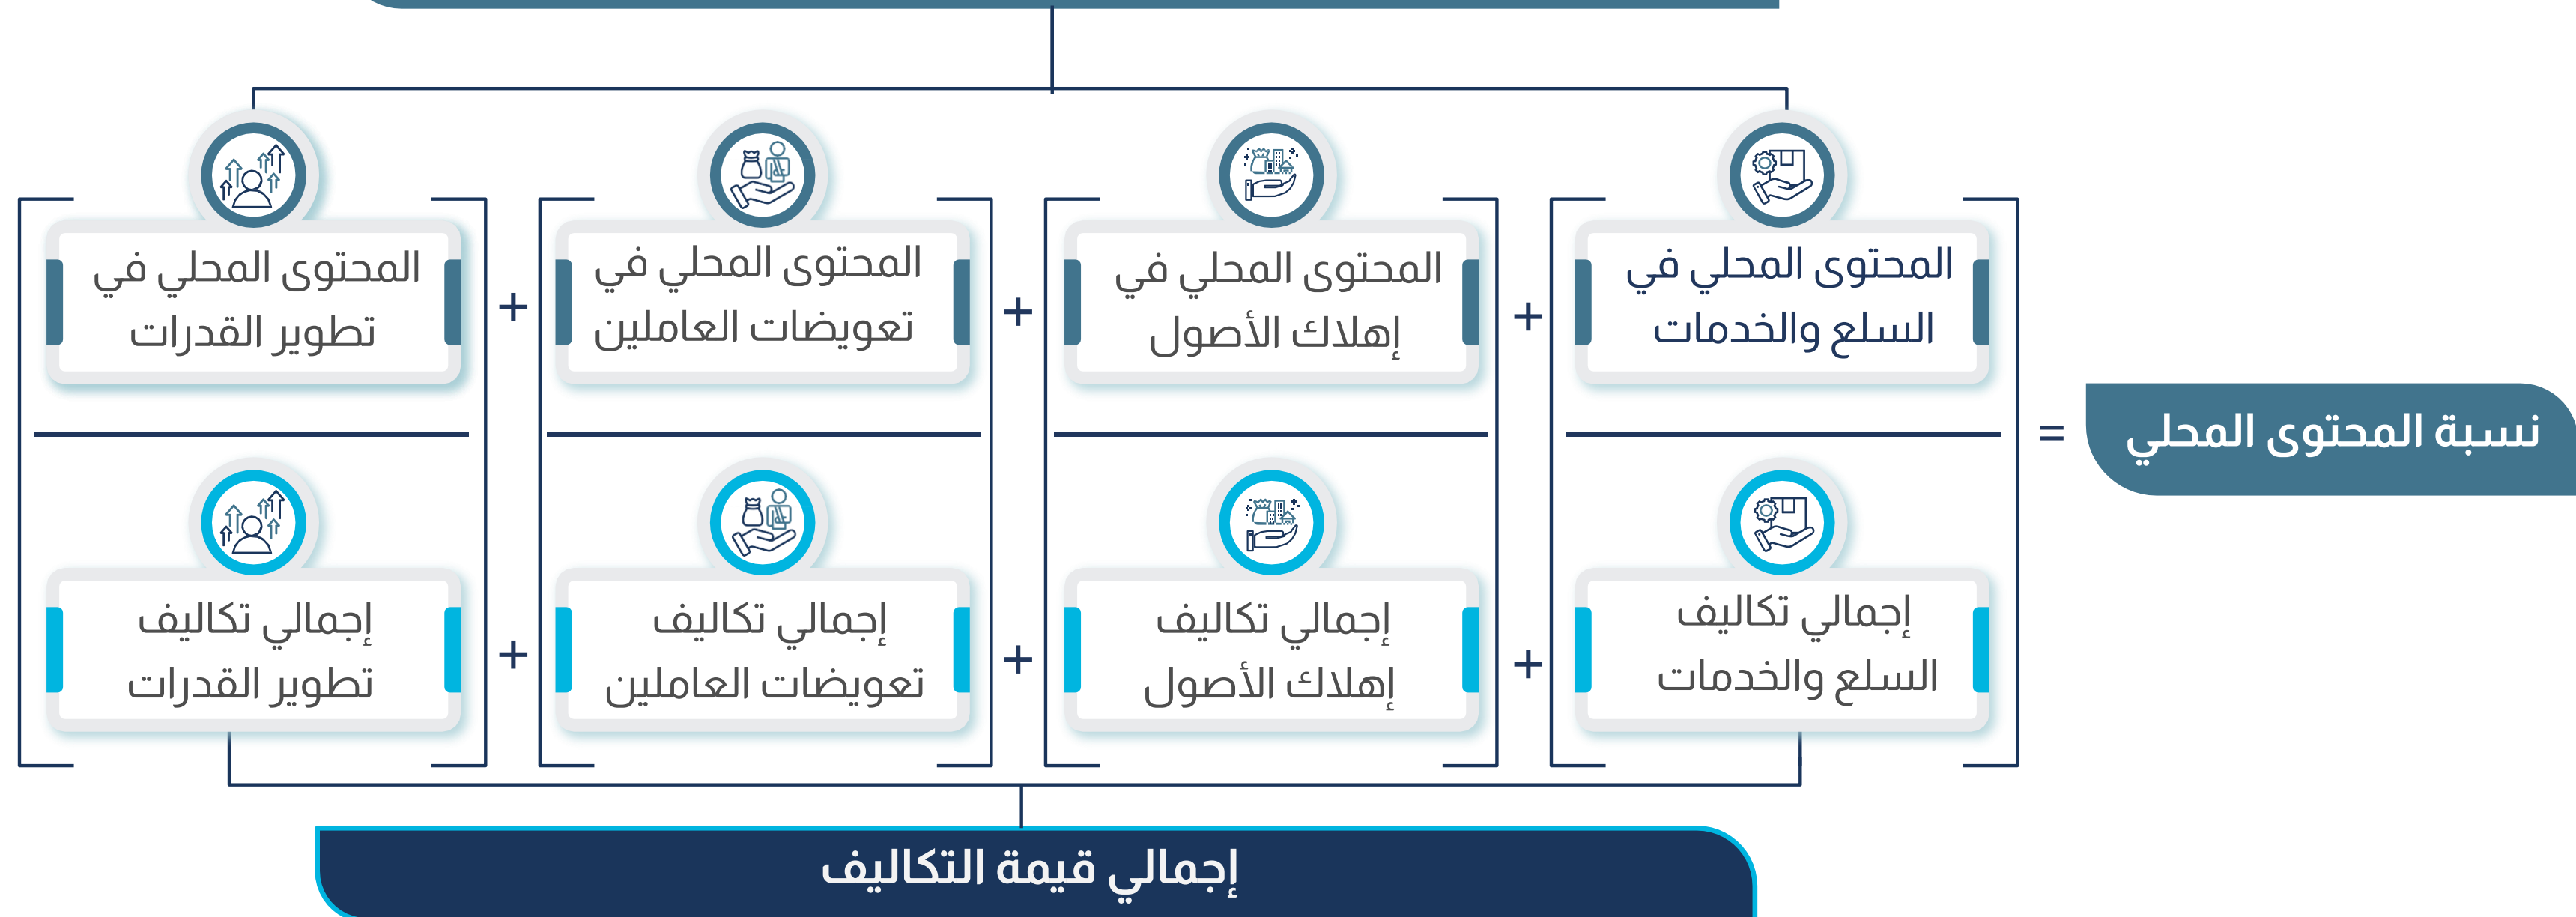 نسبة المحتوى المحلي
=
المحتوى المحلي في
السلع والخدمات
+
المحتوى المحلي في
إهلاك الأصول
+
المحتوى المحلي في
تعويضات العاملين
+
المحتوى المحلي في
تطوير القدرات
إجمالي تكاليف
السلع والخدمات
+
إجمالي تكاليف
إهلاك الأصول
+
إجمالي تكاليف
تعويضات العاملين
+
إجمالي تكاليف
تطوير القدرات
إجمالي قيمة التكاليف